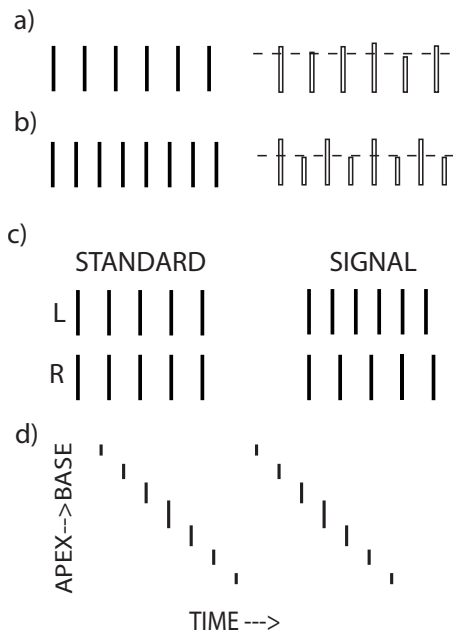 a)
b)
c)
STANDARD SIGNAL
L
R
d)
APEX-->BASE
TIME --->